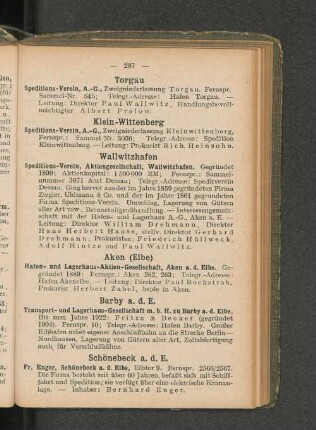 — 287 —
Torgau
Speditions-Verein, A.-G., Zweigniederlassung Torgau. Fernspr.
Sammel-Nr. 545; Telegr.-Adresse: Hafen Torgau. —
Leitung: Direktor Paul Wallwitz, Handlungsbevoll-
mächtigter Albert
Klein-Wittenberg
Speditions-Verein, A.-G., Zweigniederlassung Kleinwittenberg,
Fernspr.: Sammel-Nr. 3056; Telegr.-Adresse: Spedition
Kleinwittenberg. — Leitung: Prokurist Rich. Heinsohn.
Wallwitzhafen
Speditions-Verein, Aktiengesellschaft, Wallwitzhafen. Gegründet
1899; Aktienkapital: 1 500 000 RM; Fernspr.: Sammel-
nummer 3071 Amt Dessau; Telegr.-Adresse: Speditverein
Dessau. Ging hervor aus der im Jahre 1859 gegründeten Firma
Ziegler, Uhlmann & Co. und der im Jahre 1861 gegründeten
Firma Speditions-Verein. Umschlag, Lagerung von Gütern
aller Art usw., Baumstoffgroßhandlung — Interessengemein-
schaft mit der Hafen- und Lagerhaus A.-G., Aken a. E. —
Leitung: Direktor William Drehmann, Direktor
Hans Herbert Hanse, stellv. Direktor Gerhard
Drehmann; Prokuristen: Friedrich Hüllweck,
Adolf Hintze und Paul Wallwitz.
Aken (Elbe)
Hafen- und Lagerhaus-Aktien-Gesellschaft, Aken a. d. Elbe. Ge-
gründet 1889; Fernspr.: Aken 262, 263; Telegr.-Adresse:
Hafen Akenelbe. — Leitung: Direktor Paul Rockstroh,
Prokurist Herbert Zabel, beide in Aken.
Barby a. d. E.
Transport- und Lagerhaus-Gesellschaft m. b. H. zu Barby a. d. Elbe.
Bis zum Jahre 1922: Fritze & Becker (gegründet
1904). Fernspr. 10; Telegr.-Adresse: Hafen Barby. Großer
Elbhafen nebst eigener Anschlußbahn an die Strecke Berlin—
Nordhausen, Lagerung von Gütern aller Art, Zollabfertigung
auch, für Verschlußkähne.
Schönebeck a. d. E.
Fr. Enger, Schönebeck a. d. Elbe, Elbtor 9. Fernspr. 2566/2567.
Die Firma besteht seit über 60 Jahren, befaßt sich mit Schiff-
fahrt und Spedition; sie verfügt über eine elektrische Krananla-
lage. — Inhaber: Bernhard Enger.